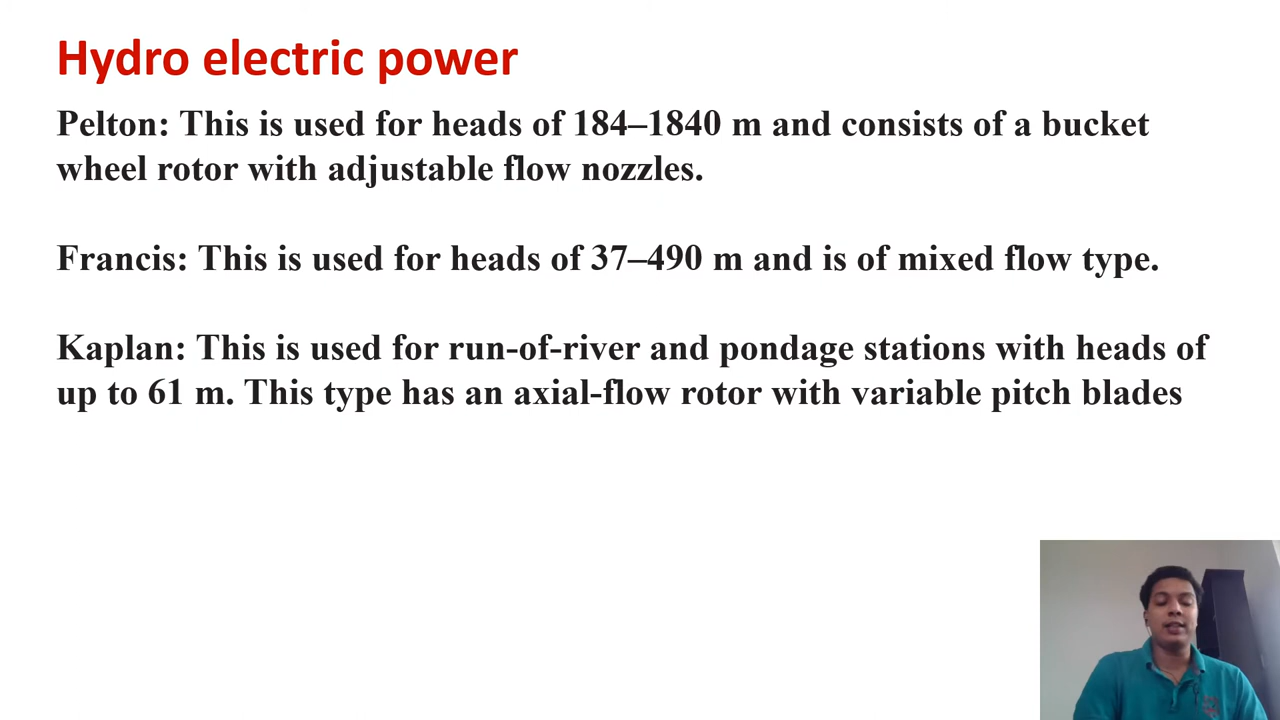 Hydro electric power
Pelton: This is used for heads of 184–1840 m and consists of a bucket
wheel rotor with adjustable flow nozzles.
Francis: This is used for heads of 37–490 m and is of mixed flow type.
Kaplan: This is used for run-of-river and pondage stations with heads of
up to 61 m. This type has an axial-flow rotor with variable pitch blades